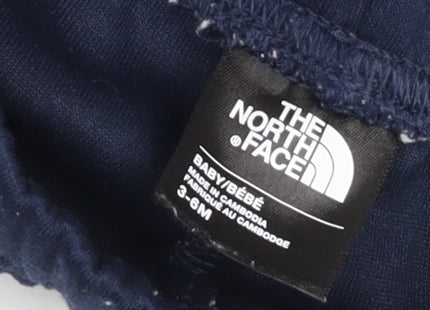 THE
NORTH
®FACE
BABY/BÉBÉ
MADE IN CAMBODIA
FABRIQUÉ AU CAMBODGE
3-6M